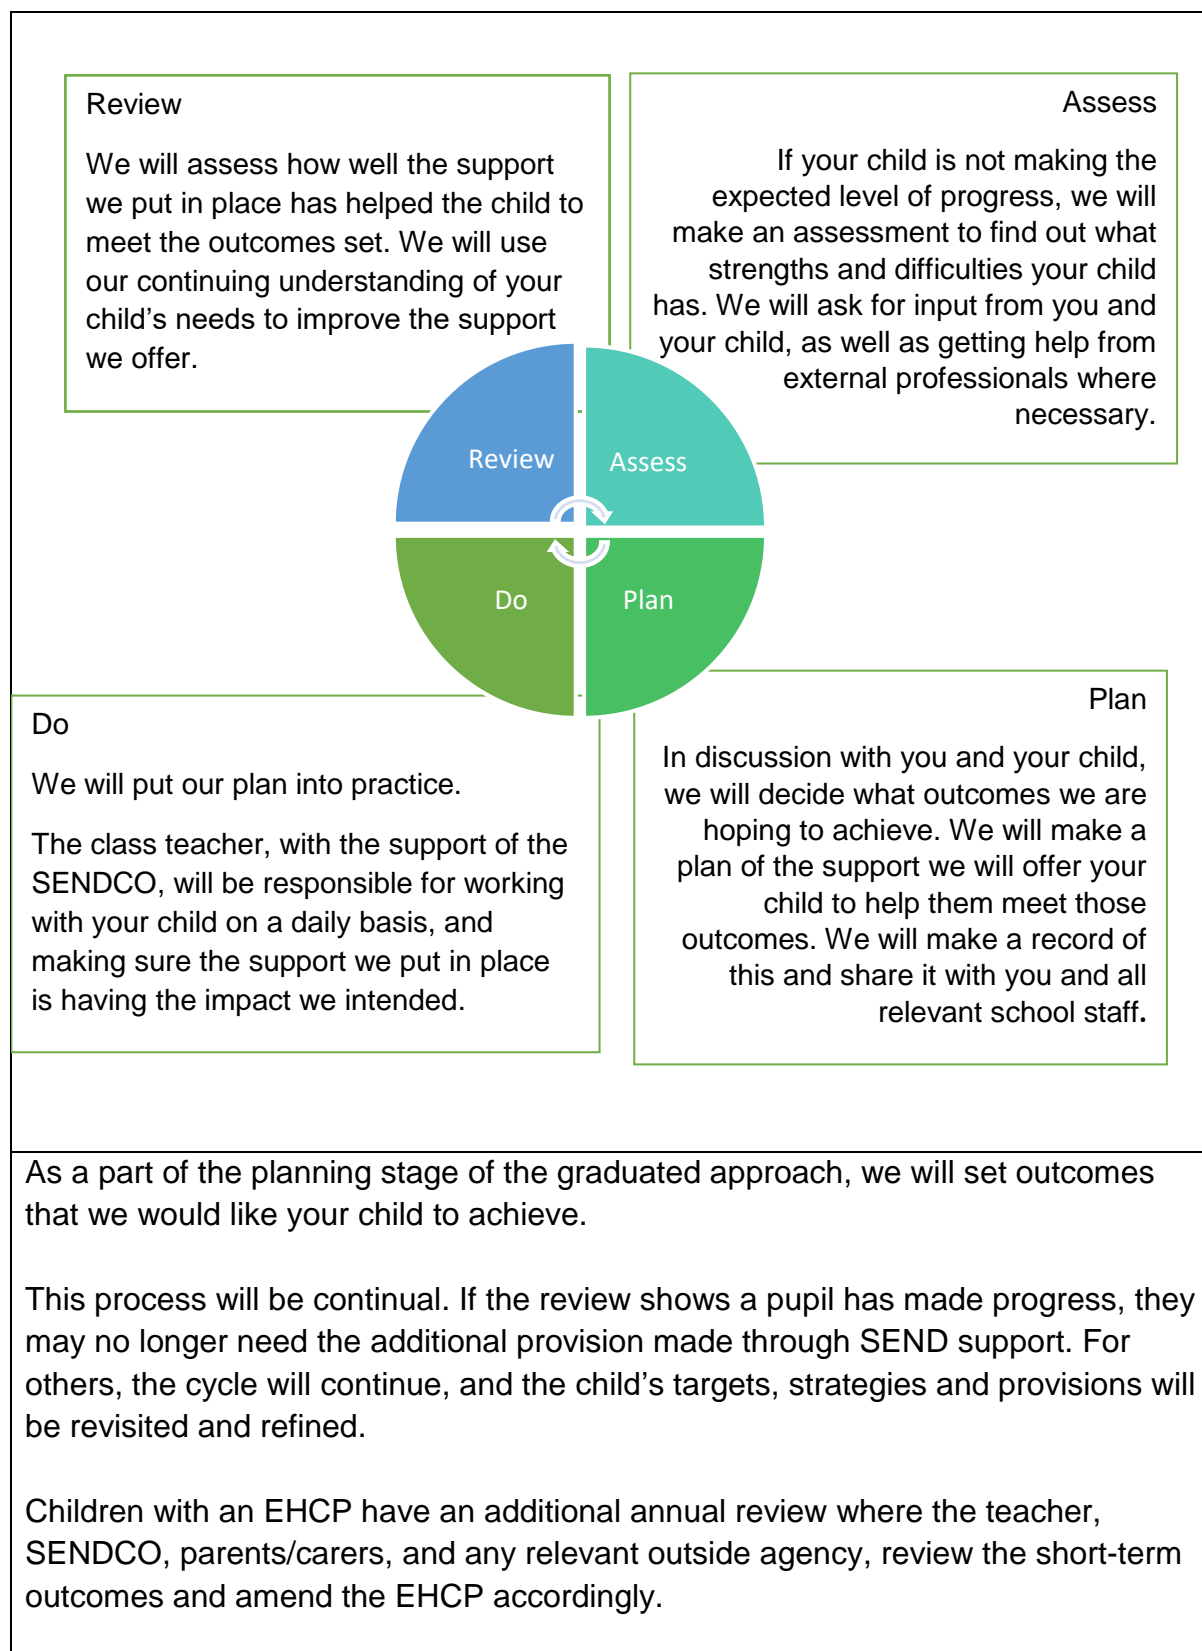 Review
We will assess how well the support
we put in place has helped the child to
meet the outcomes set. We will use
our continuing understanding of your
child’s needs to improve the support
we offer.
Assess
If your child is not making the
expected level of progress, we will
make an assessment to find out what
strengths and difficulties your child
has. We will ask for input from you and
your child, as well as getting help from
external professionals where
necessary.
Review
Assess
Do
Plan
Do
We will put our plan into practice.
The class teacher, with the support of the
SENDCO, will be responsible for working
with your child on a daily basis, and
making sure the support we put in place
is having the impact we intended.
Plan
In discussion with you and your child,
we will decide what outcomes we are
hoping to achieve. We will make a
plan of the support we will offer your
child to help them meet those
outcomes. We will make a record of
this and share it with you and all
relevant school staff.
As a part of the planning stage of the graduated approach, we will set outcomes
that we would like your child to achieve.
This process will be continual. If the review shows a pupil has made progress, they
may no longer need the additional provision made through SEND support. For
others, the cycle will continue, and the child’s targets, strategies and provisions will
be revisited and refined.
Children with an EHCP have an additional annual review where the teacher,
SENDCO, parents/carers, and any relevant outside agency, review the short-term
outcomes and amend the EHCP accordingly.